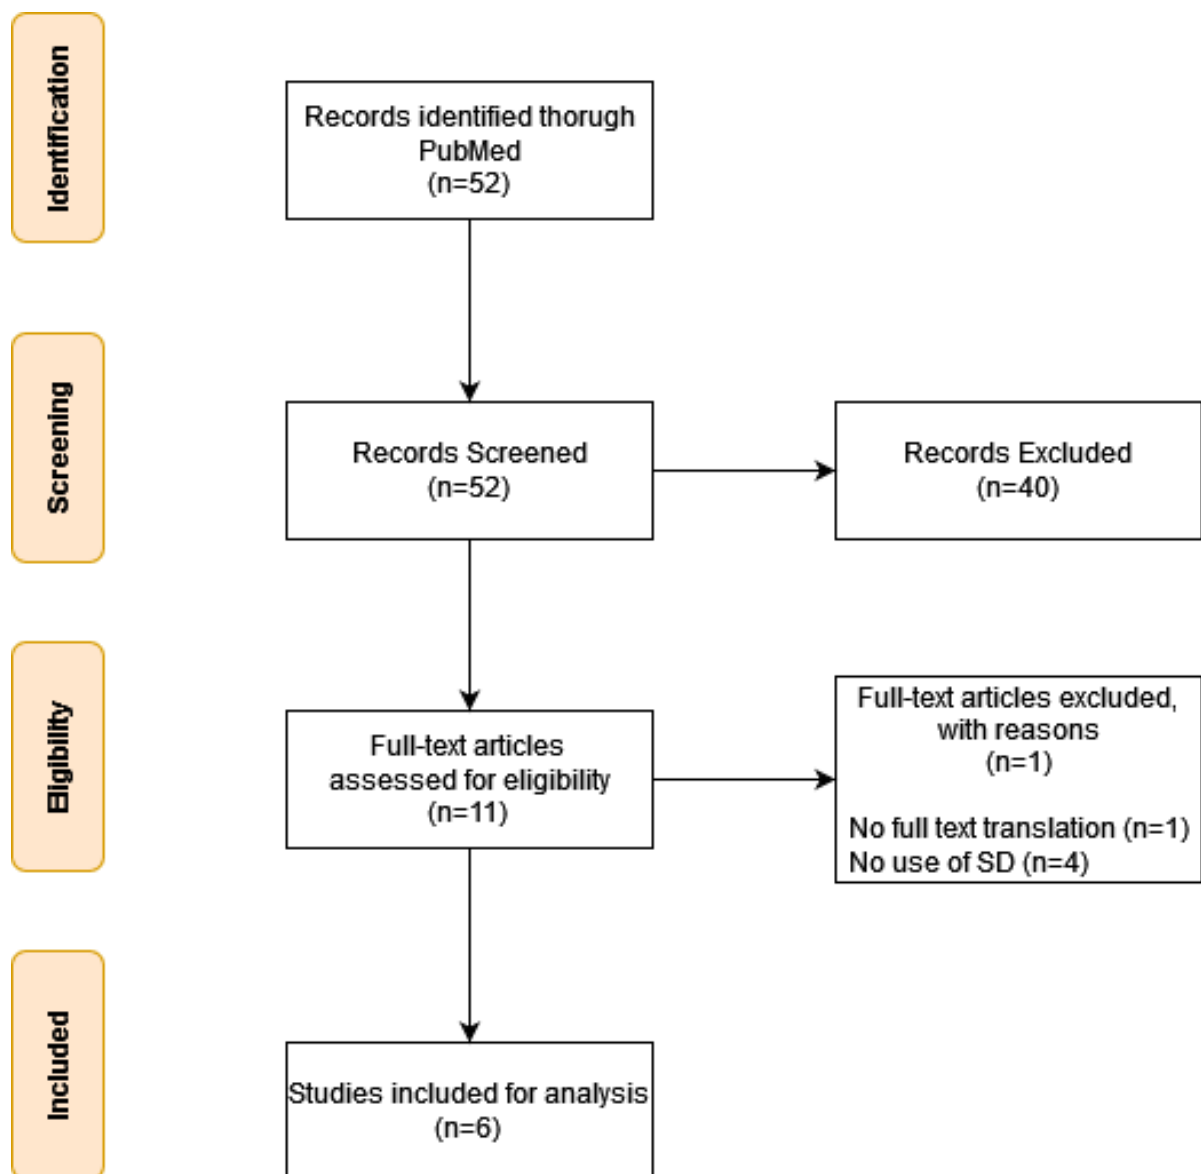 Identification
Records identified thorugh
PubMed
(n=52)
Screening
Records Screened
(n=52)
Records Excluded
(n=40)
Eligibility
Full-text articles
assessed for eligibility
(n=11)
Full-text articles excluded,
with reasons
(n=1)
No full text translation (n=1)
No use of SD (n=4)
Included
Studies included for analysis
(n=6)